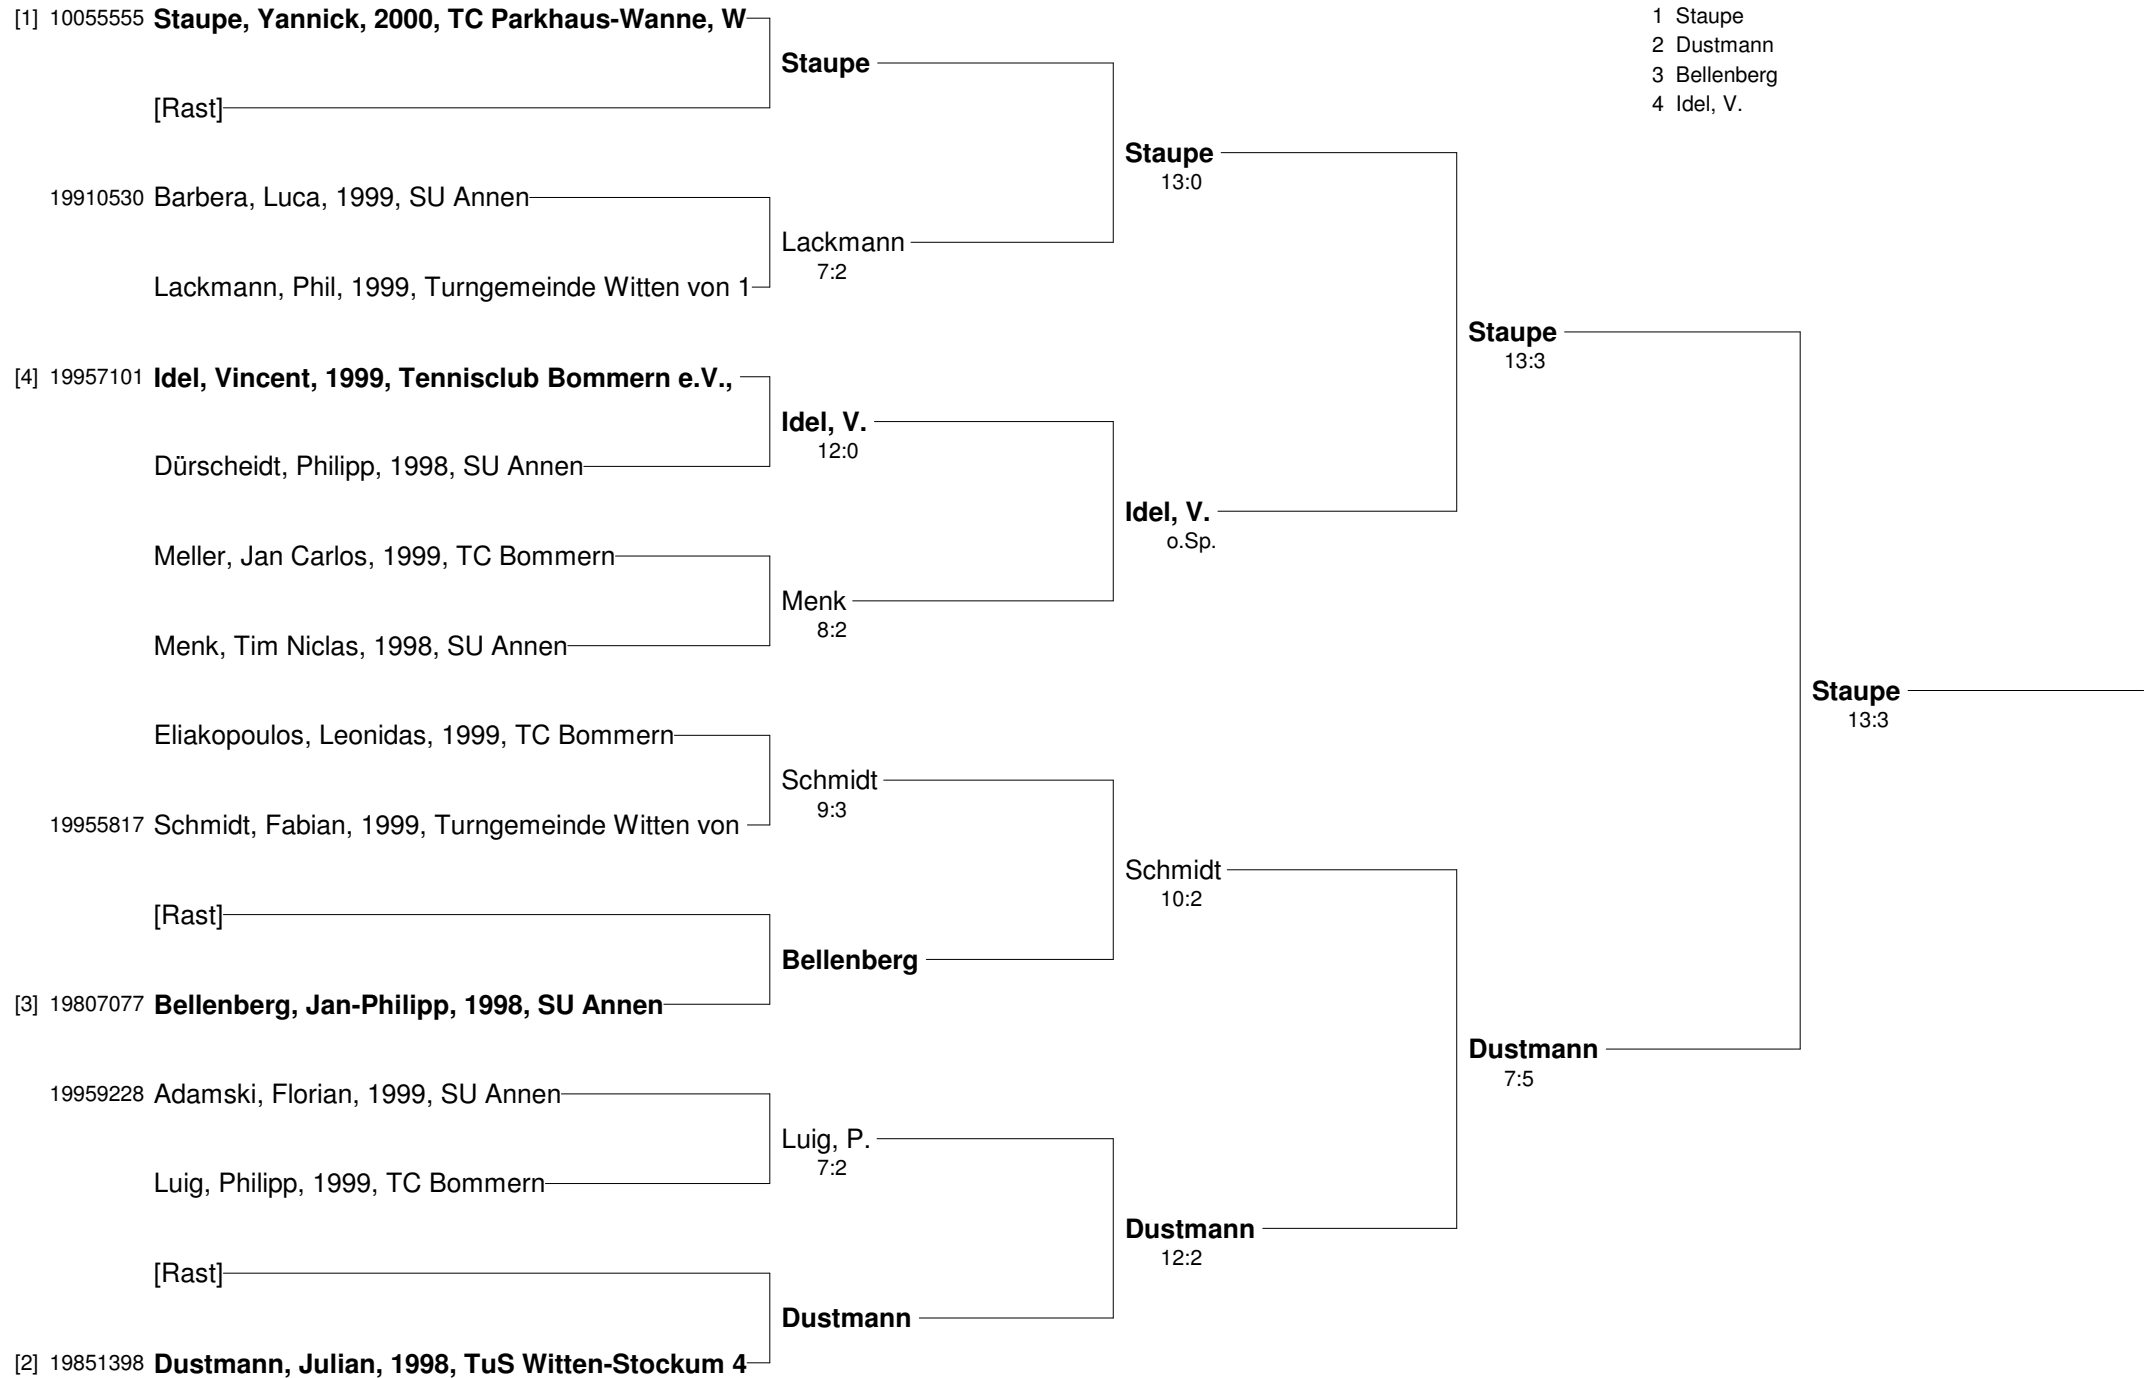 [1] 10055555 Staupe, Yannick, 2000, TC Parkhaus-Wanne, W
[Rast]
19910530 Barbera, Luca, 1999, SU Annen
Lackmann, Phil, 1999, Turngemeinde Witten von 1
[4] 19957101 Idel, Vincent, 1999, Tennisclub Bommern e.V.,
Dürscheidt, Philipp, 1998, SU Annen
Meller, Jan Carlos, 1999, TC Bommern
Menk, Tim Niclas, 1998, SU Annen
Eliakopoulos, Leonidas, 1999, TC Bommern
19955817 Schmidt, Fabian, 1999, Turngemeinde Witten von
[Rast]
[3] 19807077 Bellenberg, Jan-Philipp, 1998, SU Annen
19959228 Adamski, Florian, 1999, SU Annen
Luig, Philipp, 1999, TC Bommern
[Rast]
[2] 19851398 Dustmann, Julian, 1998, TuS Witten-Stockum 4
Staupe
Lackmann
7:2
Idel, V.
12:0
Menk
8:2
Schmidt
9:3
Bellenberg
Luig, P.
7:2
Dustmann
Staupe
13:0
Idel, V.
o.Sp.
Schmidt
10:2
Dustmann
12:2
Staupe
13:3
Dustmann
7:5
Staupe
13:3
1 Staupe
2 Dustmann
3 Bellenberg
4 Idel, V.